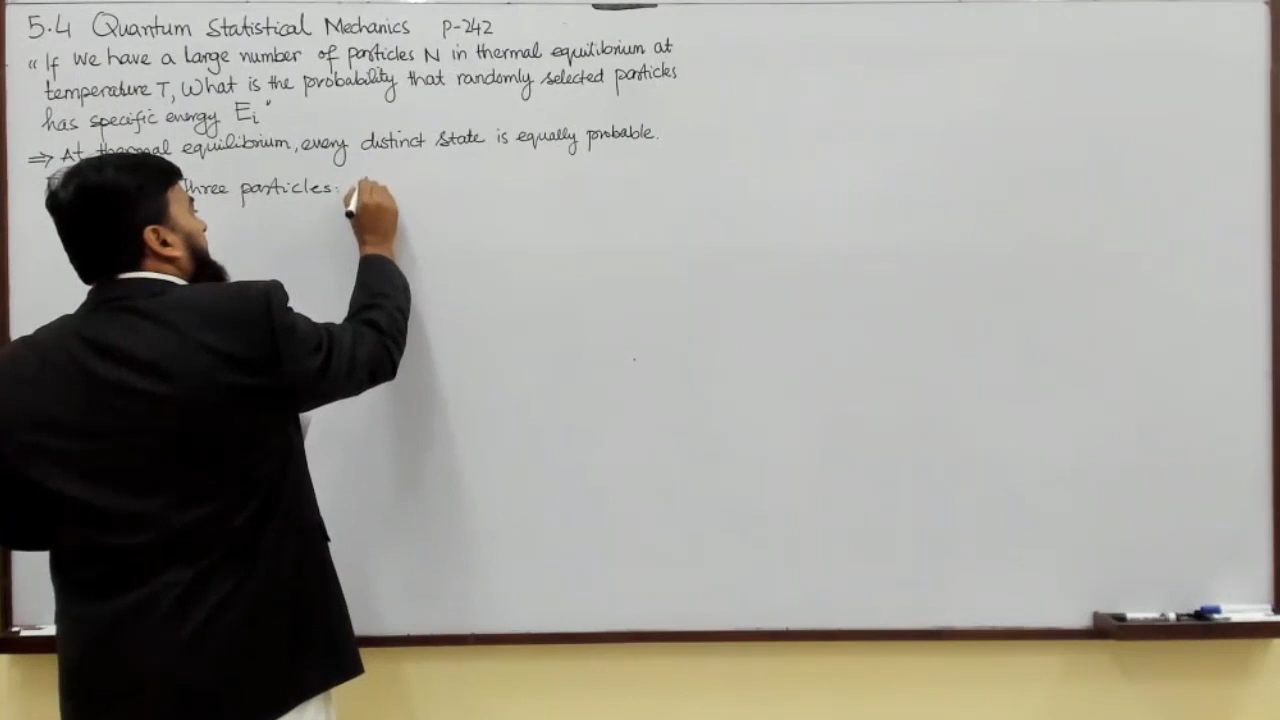 5.4 Quantum Statistical Mechanics P-242
" If we have a large number of particles N in thermal equilibrium at
temperature T, What is the probability that randomly selected particles
has specific energy Ei"
⇒ At thermal equilibrium, every distinct state is equally probable.
Three particles: